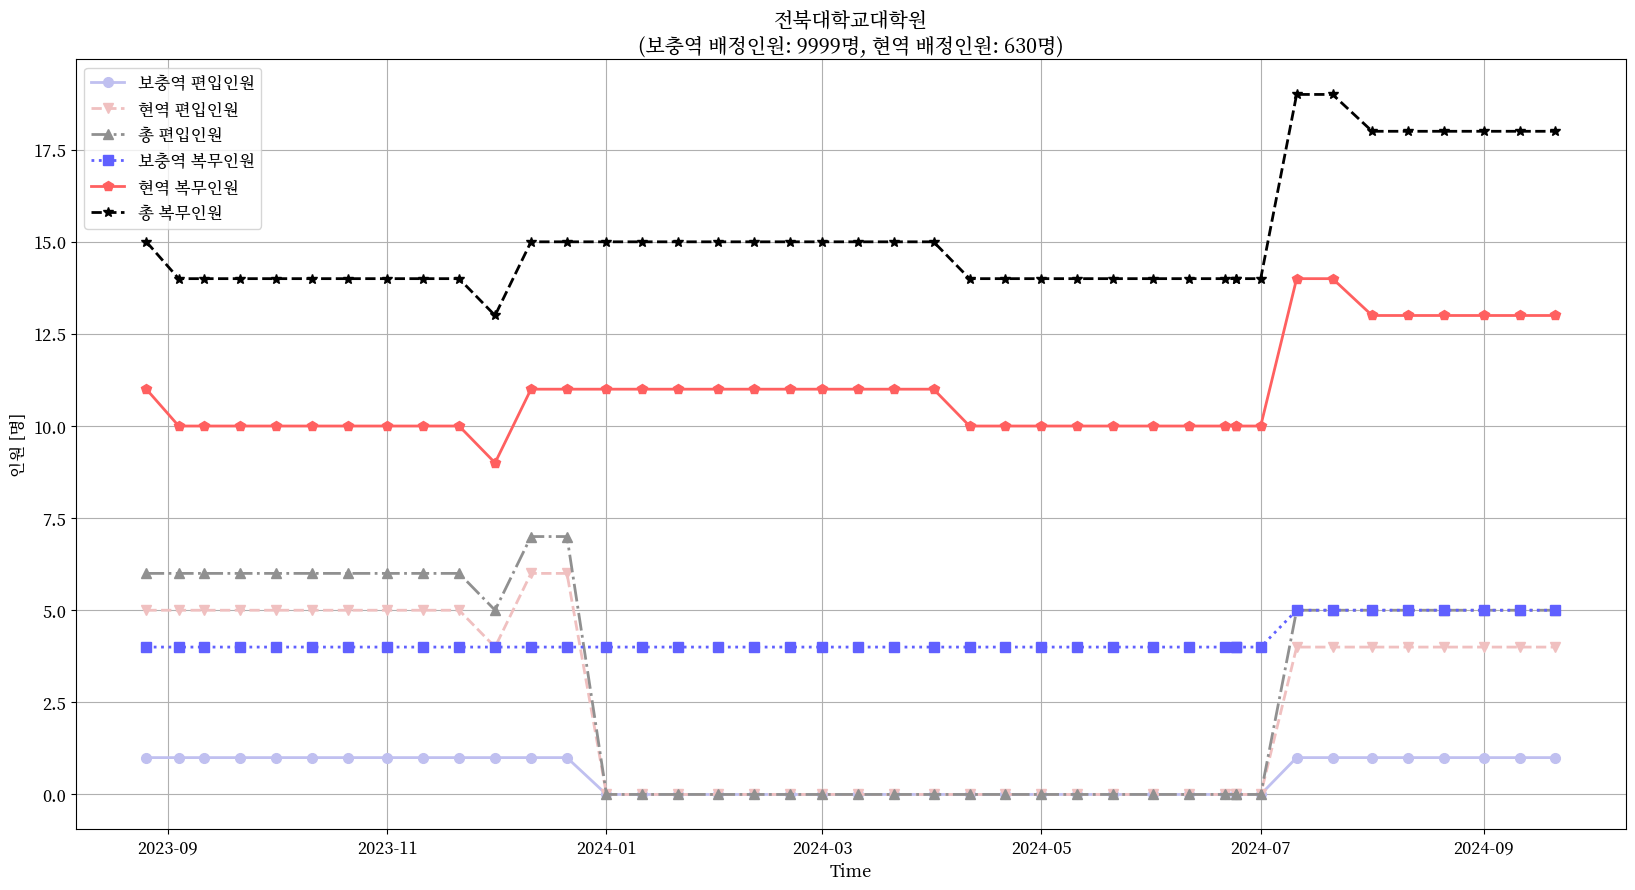 전북대학교대학원
(보충역 배정인원: 9999명, 현역 배정인원: 630명)
보충역 편입인원
현역 편입인원
총 편입인원
보충역 복무인원
현역 복무인원
총 복무인원
17.5
15.0
12.5
10.0
7.5
5.0
2.5
0.0
인원 [명]
2023-09
2023-11
2024-01
2024-03
2024-05
2024-07
2024-09
Time